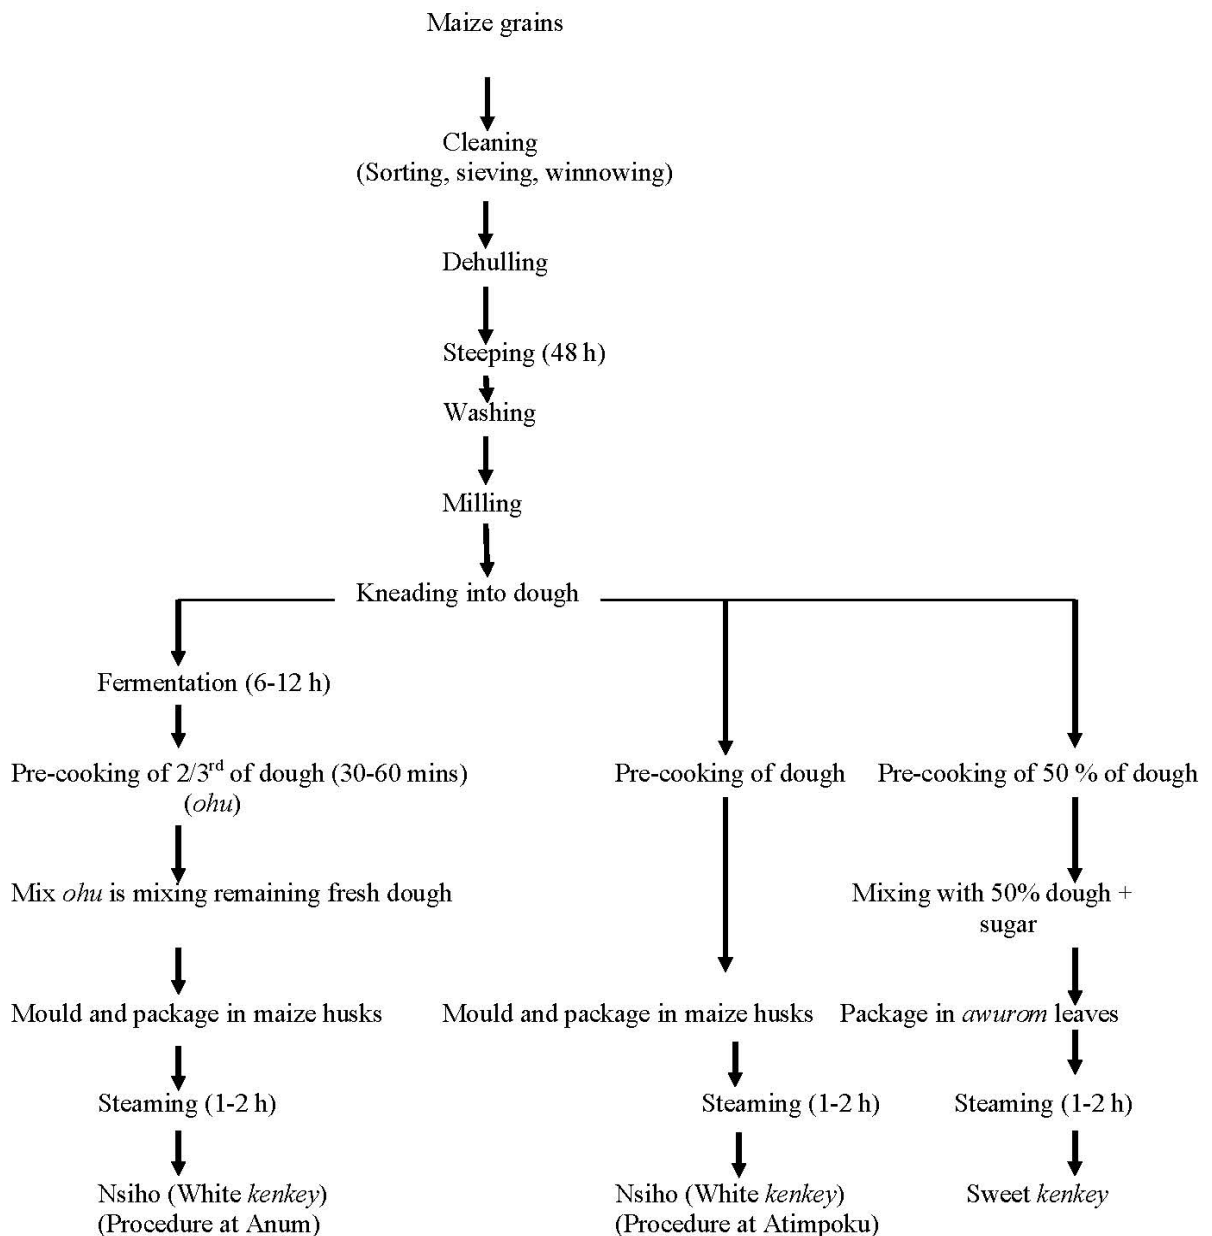 Maize grains
Cleaning
(Sorting, sieving, winnowing)
Dehulling
Steeping (48 h)
Washing
Milling
Kneading into dough
Fermentation (6-12 h)
Pre-cooking of 2/3rd of dough (30-60 mins)
(ohu)
Mix ohu is mixing remaining fresh dough
Mould and package in maize husks
Steaming (1-2 h)
Nsiho (White kenkey)
(Procedure at Anum)
Pre-cooking of dough
Mould and package in maize husks
Steaming (1-2 h)
Nsiho (White kenkey)
(Procedure at Atimpoku)
Pre-cooking of 50 % of dough
Mixing with 50% dough +
sugar
Package in awurom leaves
Steaming (1-2 h)
Sweet kenkey